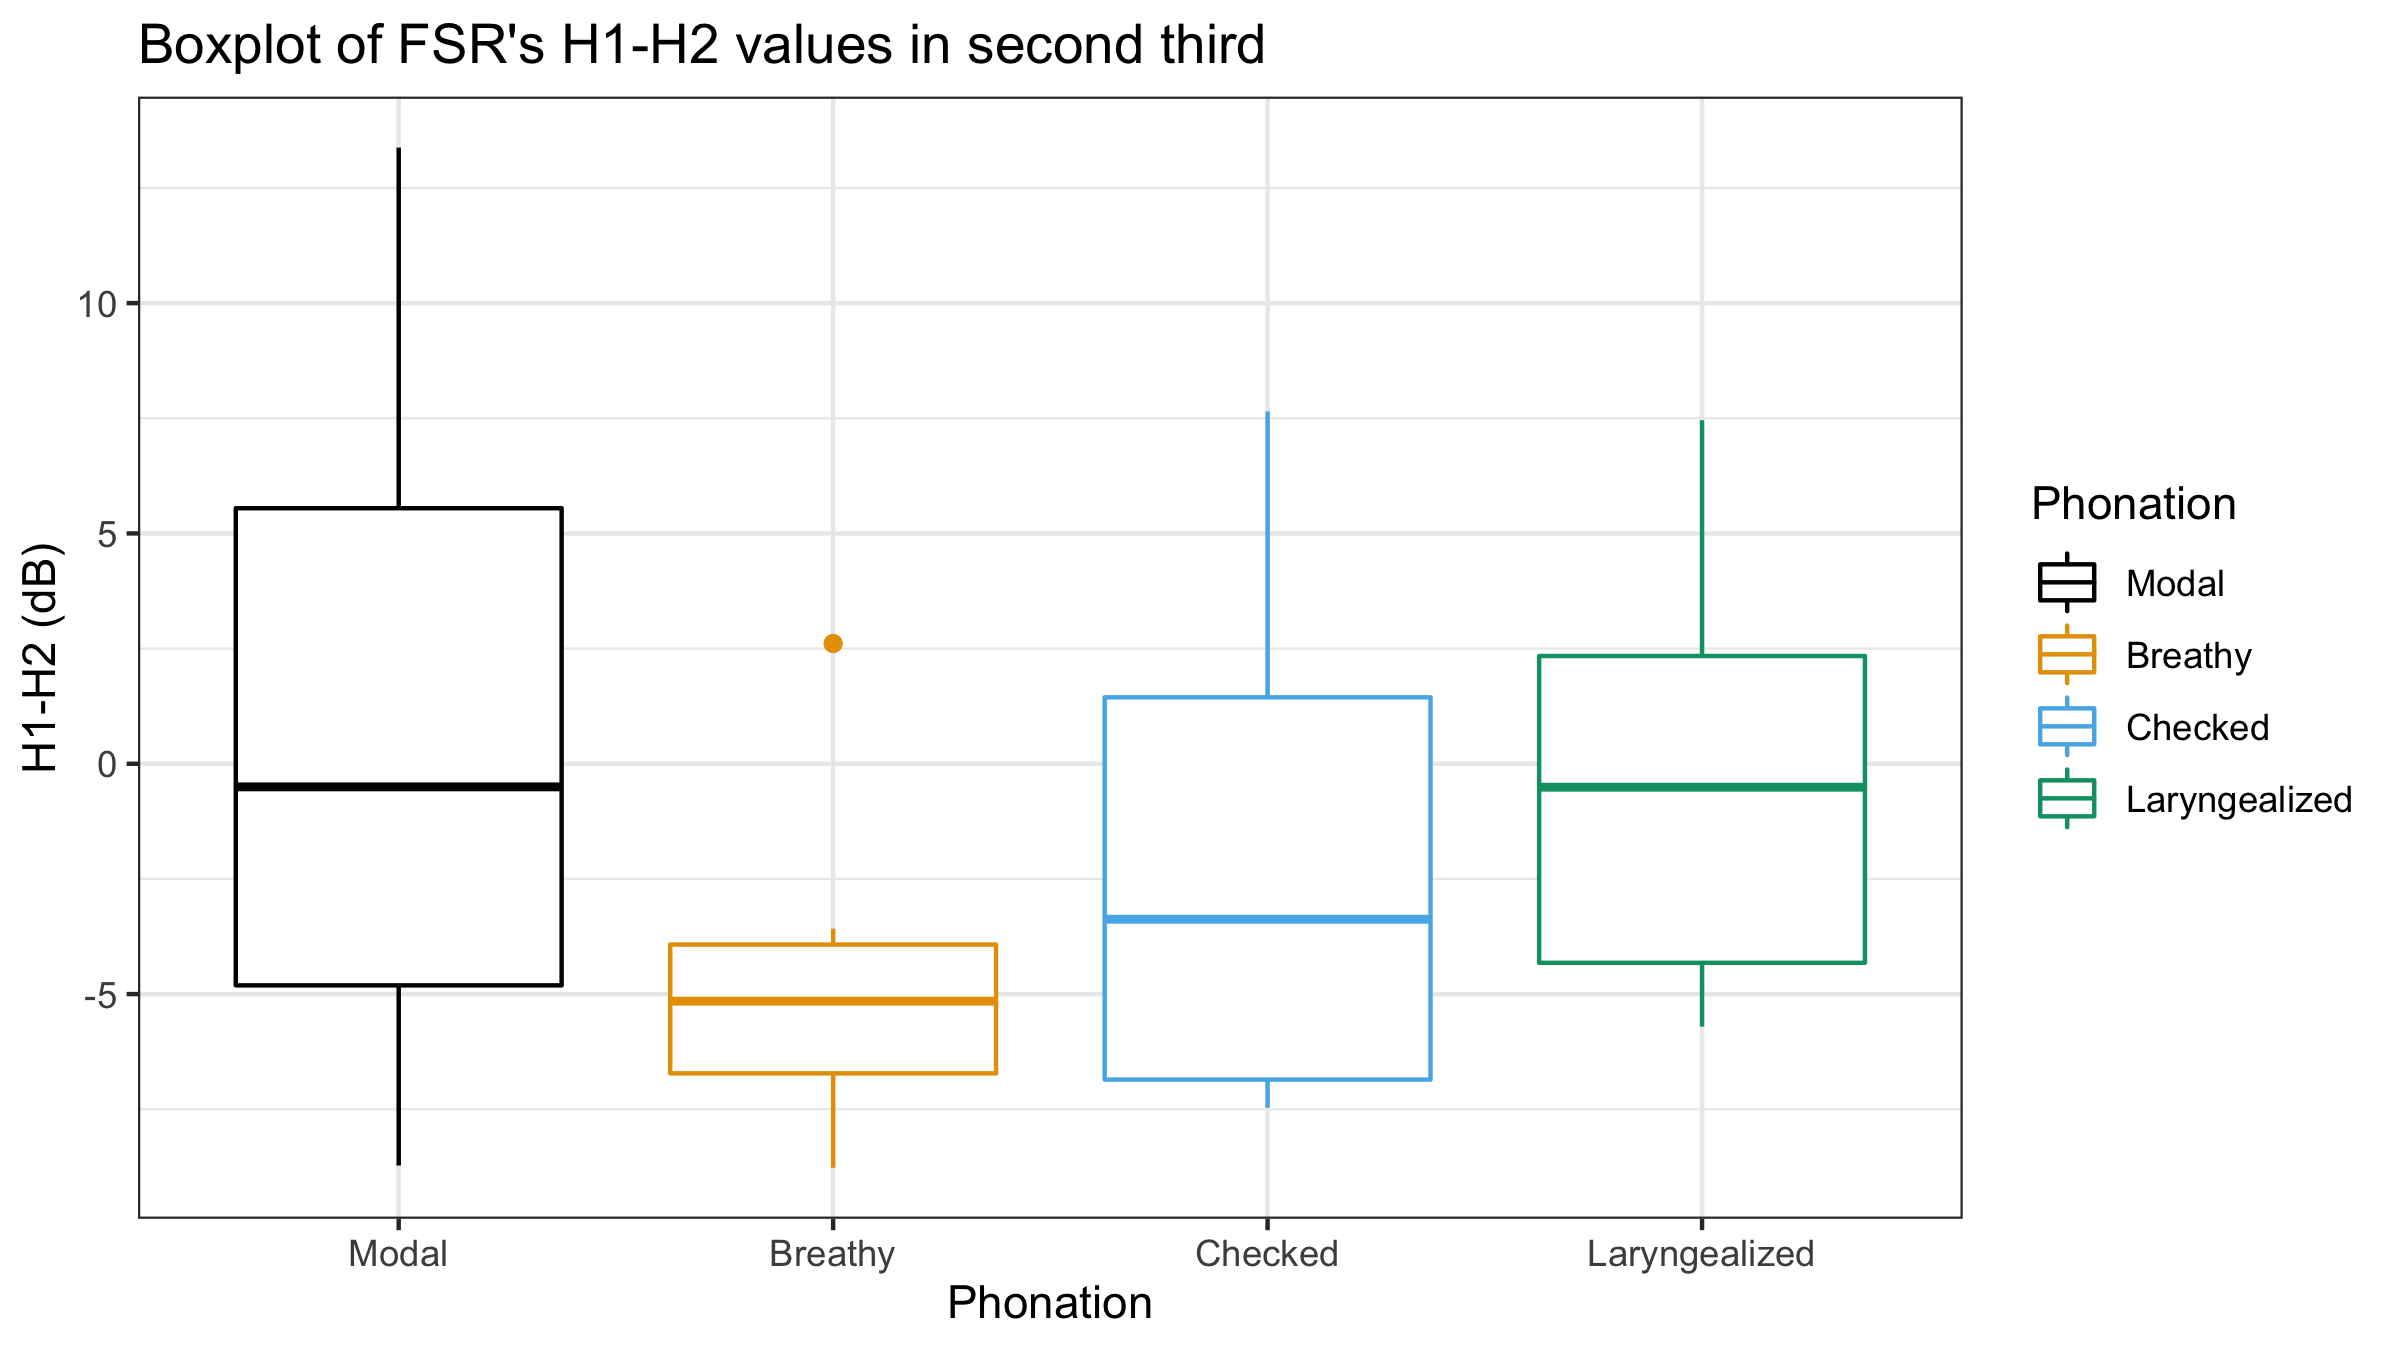 Boxplot of FSR's H1-H2 values in second third
H1-H2 (dB)
10
5
0
-5
Modal
Breathy
Checked
Laryngealized
Phonation
Phonation
Modal
Breathy
Checked
Laryngealized